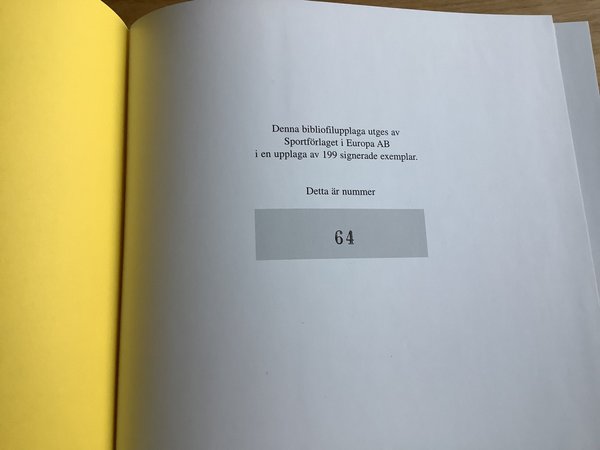 Denna bibliofilupplaga utges av
Sportförlaget i Europa AB
i en upplaga av 199 signerade exemplar.
Detta är nummer
64